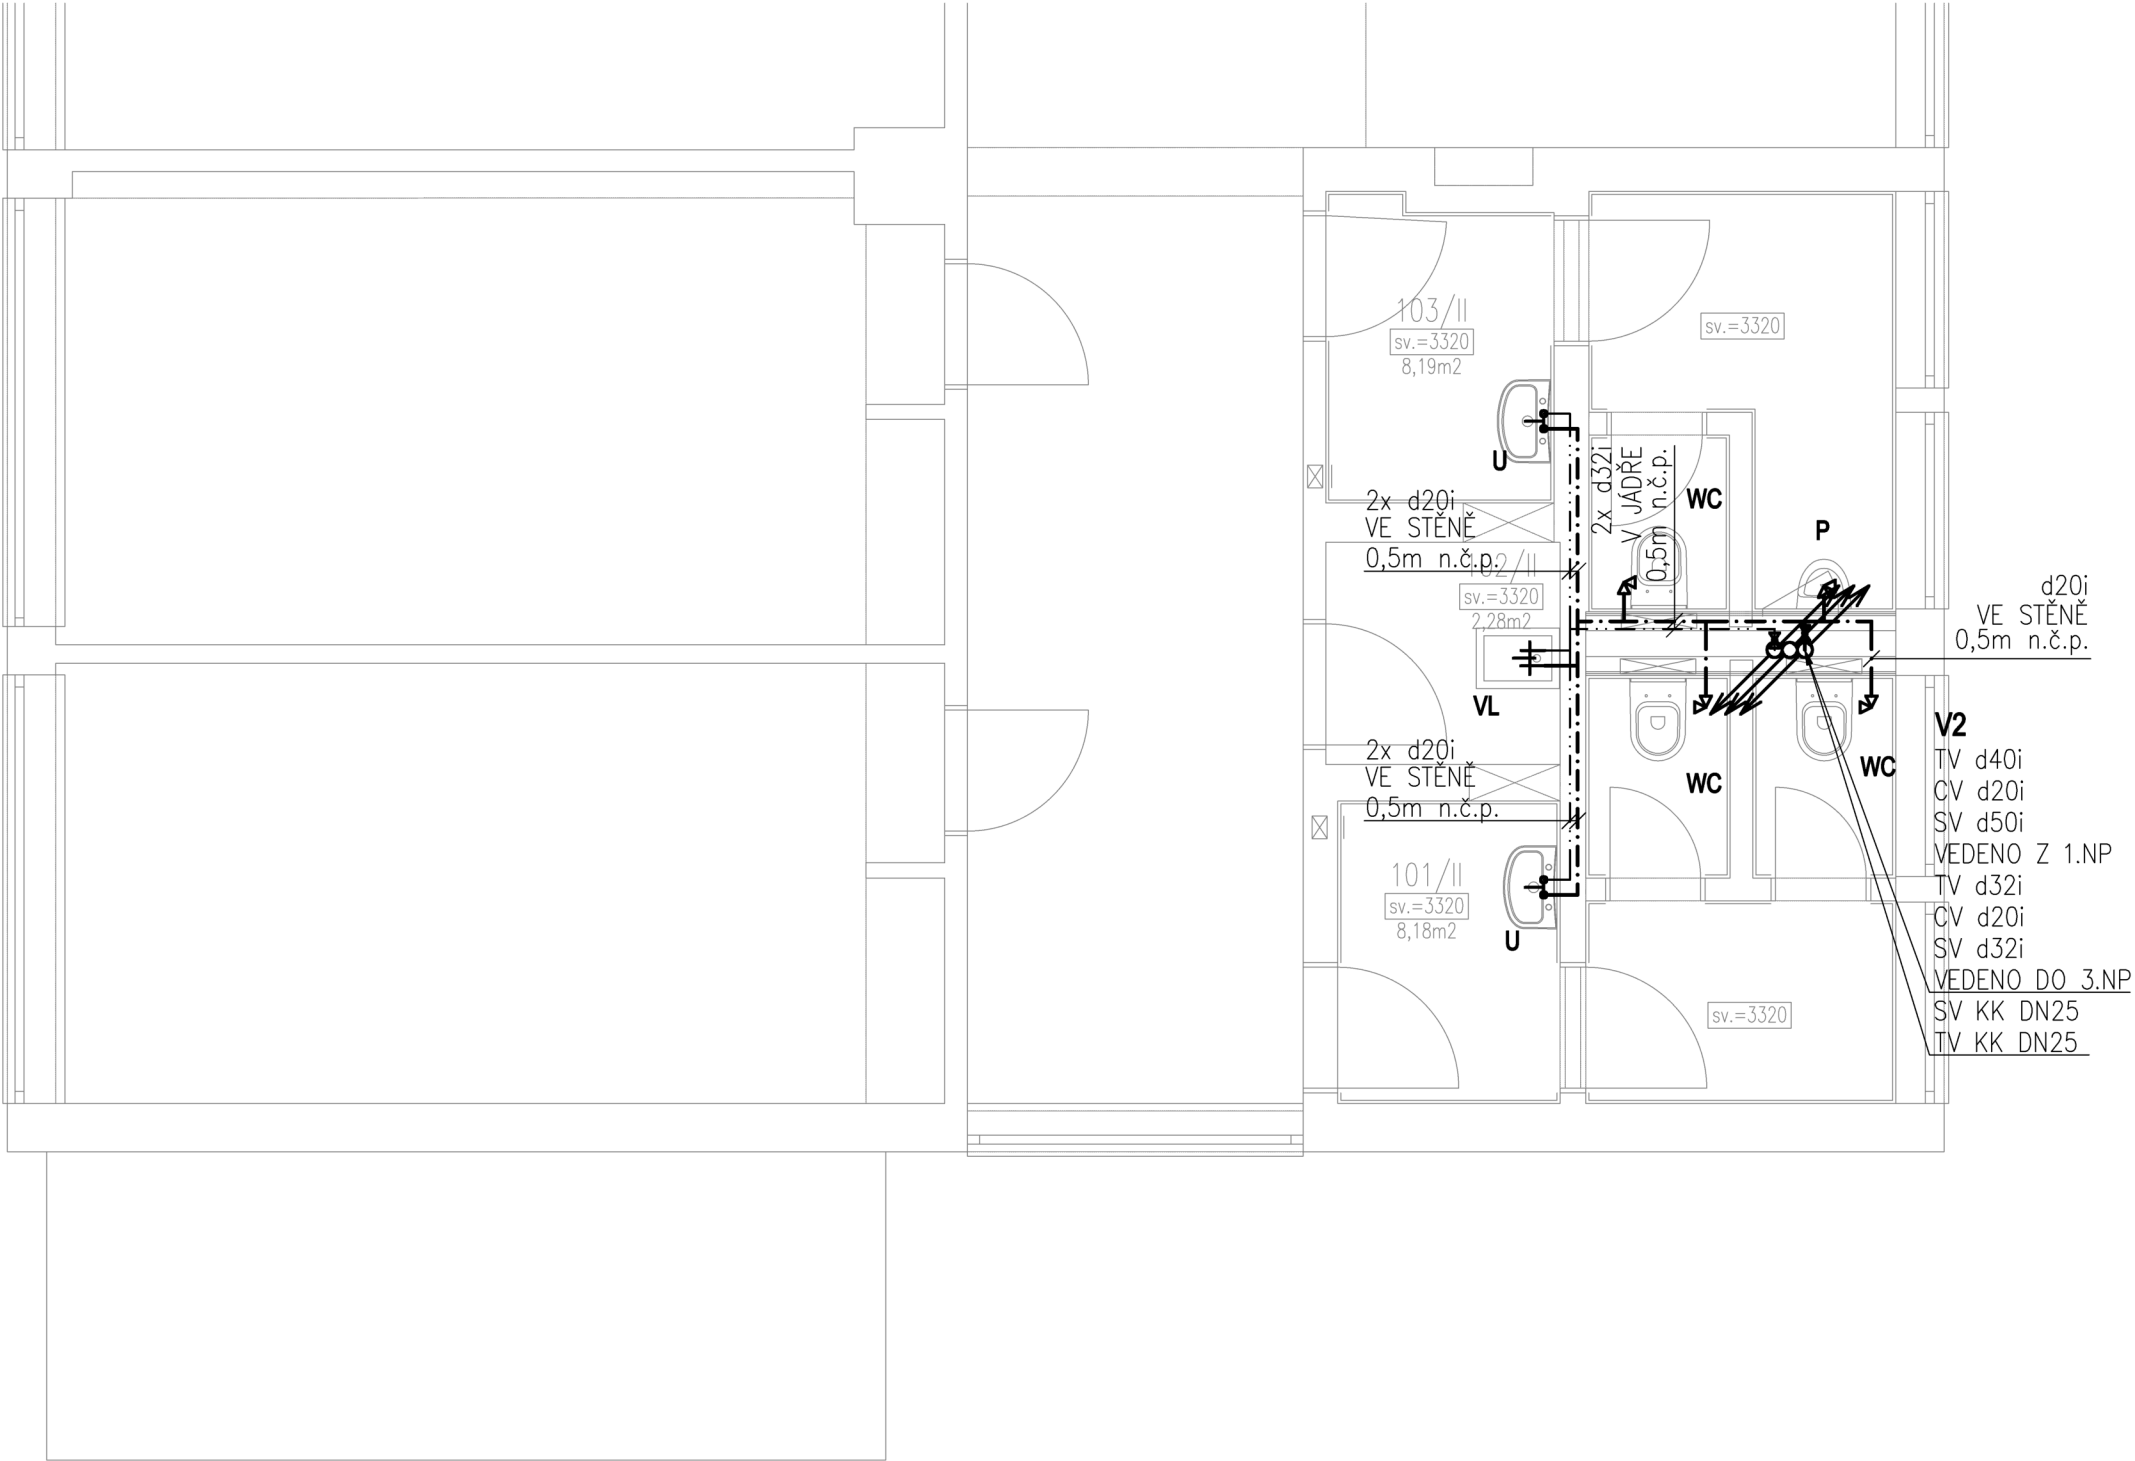 103/II
sv.=3320
8,19m2
sv.=3320
U
2x d20i
VE STĚNĚ
0,5m n.č.p.
2x d32i
V JÁDŘE
0,5m n.č.p.
WC
P
102/II
sv.=3320
2,28m2
d20i
VE STĚNĚ
0,5m n.č.p.
VL
2x d20i
VE STĚNĚ
0,5m n.č.p.
WC
WC
V2
TV d40i
CV d20i
SV d50i
VEDENO Z 1.NP
TV d32i
CV d20i
SV d32i
VEDENO DO 3.NP
SV KK DN25
TV KK DN25
101/II
sv.=3320
8,18m2
U
sv.=3320